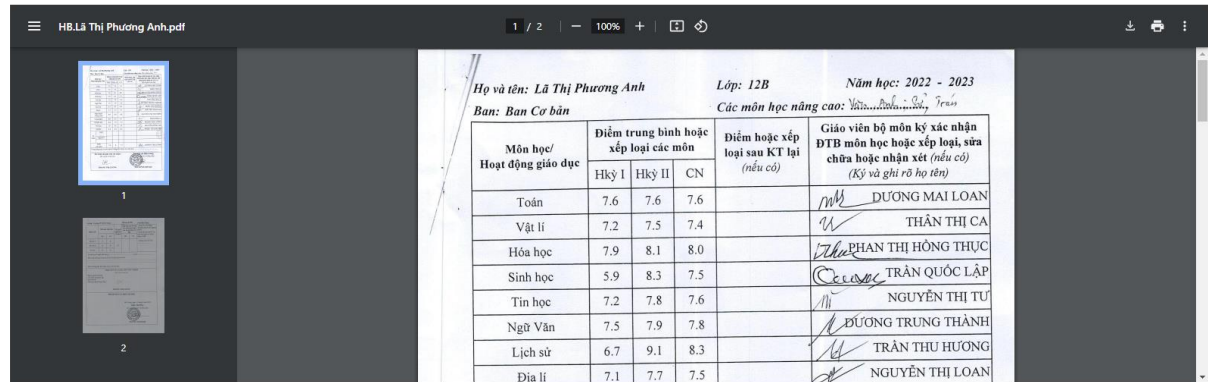 HB.Lã Thị Phương Anh.pdf
1 / 2
100%
1
2
Họ và tên: Lã Thị Phương Anh Lớp: 12B Năm học: 2022 - 2023
Ban: Ban Cơ bản Các môn học nâng cao:
Môn học/
Hoạt động giáo dục
Điểm trung bình hoặc
xếp loại các môn
Hkỳ I Hkỳ II CN
Điểm hoặc xếp
loại sau KT lại
(nếu có)
Giáo viên bộ môn ký xác nhận
ĐTB môn học hoặc xếp loại, sửa
chữa hoặc nhận xét (nếu có)
(Ký và ghi rõ họ tên)
Toán 7.6 7.6 7.6 DƯƠNG MAI LOAN
Vật lí 7.2 7.5 7.4 THÂN THỊ CA
Hóa học 7.9 8.1 8.0 PHAN THỊ HỒNG THỤC
Sinh học 5.9 8.3 7.5 TRẦN QUỐC LẬP
Tin học 7.2 7.8 7.6 NGUYỄN THỊ TƯ
Ngữ Văn 7.5 7.9 7.8 DƯƠNG TRUNG THÀNH
Lịch sử 6.7 9.1 8.3 TRẦN THU HƯƠNG
Địa lí 7.1 7.7 7.5 NGUYỄN THỊ LOAN